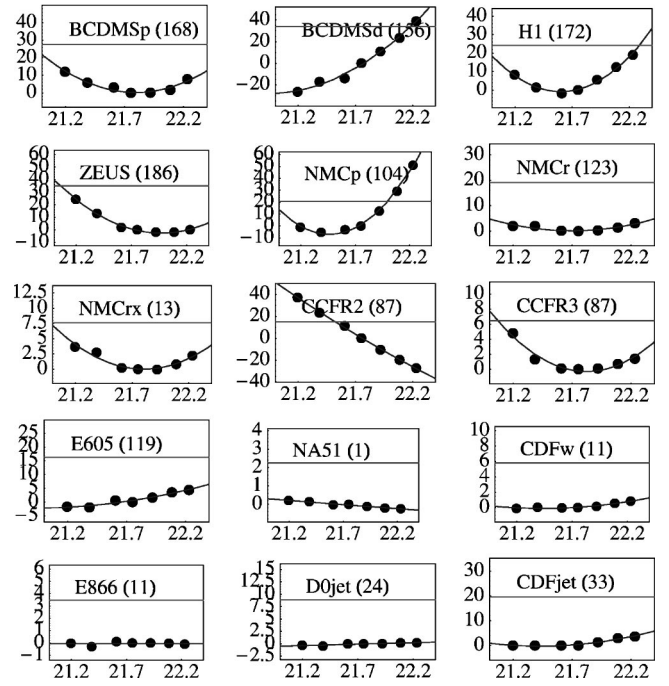 BCDMSp (168)
40
30
20
10
0
21.2 21.7 22.2
BCDMSd (156)
40
20
0
−20
21.2 21.7 22.2
H1 (172)
40
30
20
10
0
21.2 21.7 22.2
ZEUS (186)
60
50
40
30
20
10
0
−10
21.2 21.7 22.2
NMCp (104)
60
50
40
30
20
10
0
−10
21.2 21.7 22.2
NMCr (123)
30
20
10
0
21.2 21.7 22.2
NMCrx (13)
12.5
10
7.5
5
2.5
0
21.2 21.7 22.2
CCFR2 (87)
40
20
0
−20
−40
21.2 21.7 22.2
CCFR3 (87)
10
8
6
4
2
0
21.2 21.7 22.2
E605 (119)
25
20
15
10
5
0
−5
21.2 21.7 22.2
NA51 (1)
4
3
2
1
0
21.2 21.7 22.2
CDFw (11)
10
8
6
4
2
0
21.2 21.7 22.2
E866 (11)
6
5
4
3
2
1
0
−1
21.2 21.7 22.2
D0jet (24)
15
12.5
10
7.5
5
2.5
0
−2.5
21.2 21.7 22.2
CDFjet (33)
30
20
10
0
21.2 21.7 22.2